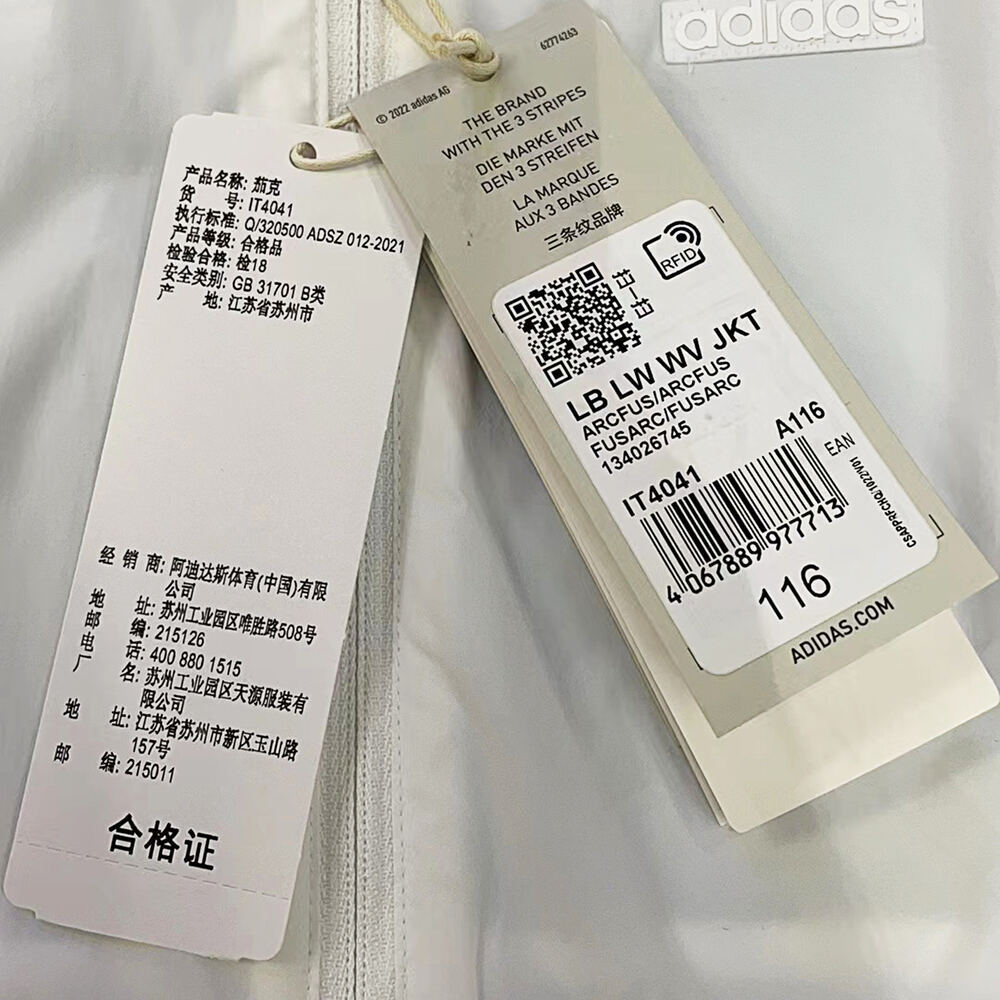 adidas
62774263
© 2022 adidas AG
THE BRAND
WITH THE 3 STRIPES
DIE MARKE MIT
DEN 3 STREIFEN
LA MARQUE
AUX 3 BANDES
三条纹品牌
RFID
扫一扫
LB LW WV JKT
ARCFUS/ARCFUS
FUSARC/FUSARC
134026745
A116
IT4041
EAN
4 067889 977713
CSAPPRFCHQ/1022/V01
116
ADIDAS.COM
产品名称: 茄克
货 号: IT4041
执行标准: Q/320500 ADSZ 012-2021
产品等级: 合格品
检验合格: 检18
安全类别: GB 31701 B类
产 地: 江苏省苏州市
经 销 商: 阿迪达斯体育(中国)有限
公司
地 址: 苏州工业园区唯胜路508号
邮 编: 215126
电 话: 400 880 1515
厂 名: 苏州工业园区天源服装有
限公司
地 址: 江苏省苏州市新区玉山路
157号
邮 编: 215011
合格证